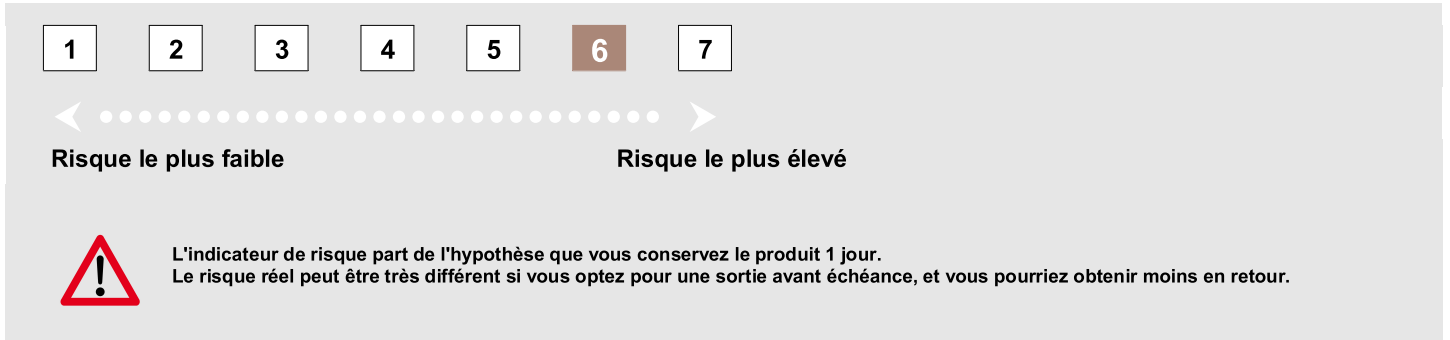 1 2 3 4 5 6 7
Risque le plus faible Risque le plus élevé
L'indicateur de risque part de l'hypothèse que vous conservez le produit 1 jour.
Le risque réel peut être très différent si vous optez pour une sortie avant échéance, et vous pourriez obtenir moins en retour.